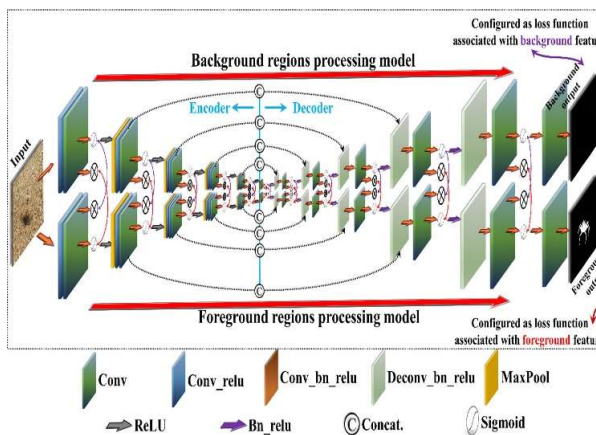 Configured as loss function
associated with background featu
Background regions processing model
Encoder
Decoder
Input
Background
output
Foreground
outp
Foreground regions processing model
Configured as loss function
associated with foreground featu
Conv
Conv_relu
Conv_bn_relu
Deconv_bn_relu
MaxPool
ReLU
Bn_relu
C Concat.
Sigmoid